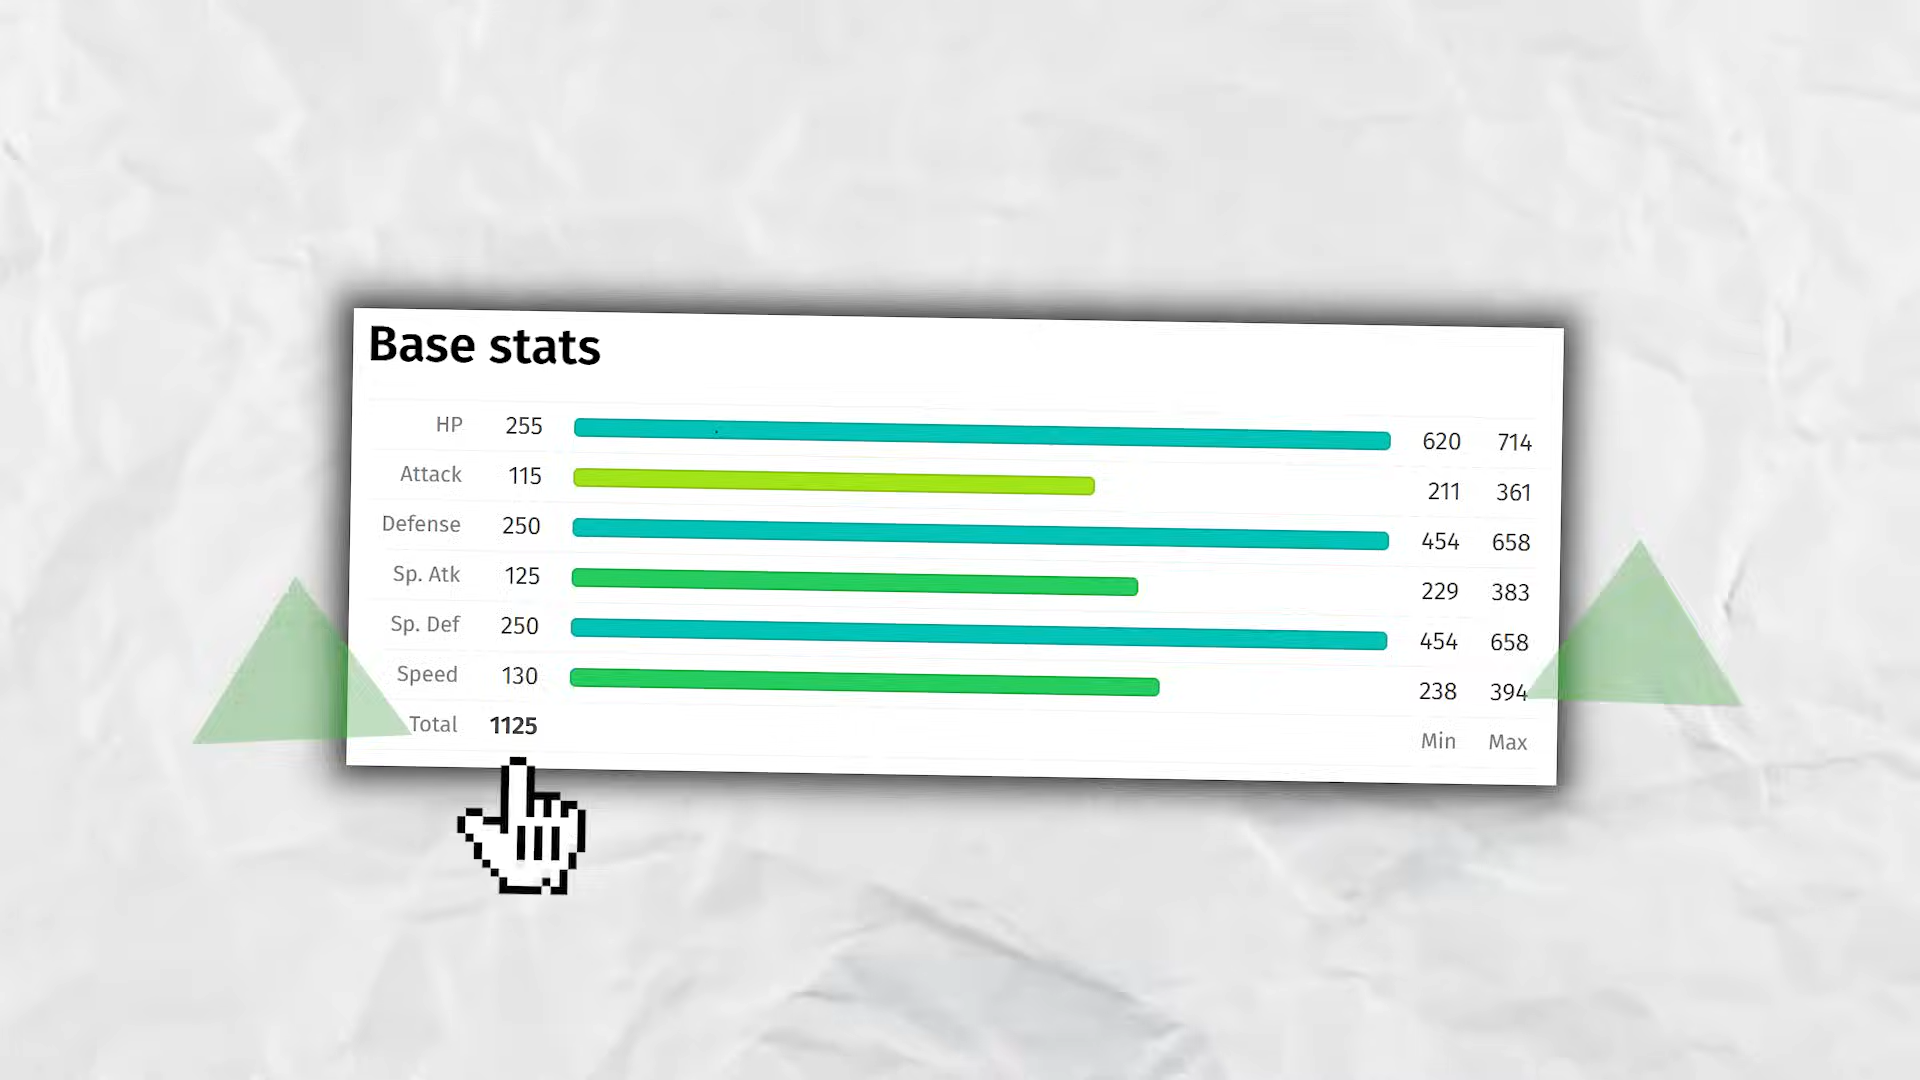 Base stats
HP 255 620 714
Attack 115 211 361
Defense 250 454 658
Sp. Atk 125 229 383
Sp. Def 250 454 658
Speed 130 238 394
Total 1125 Min Max